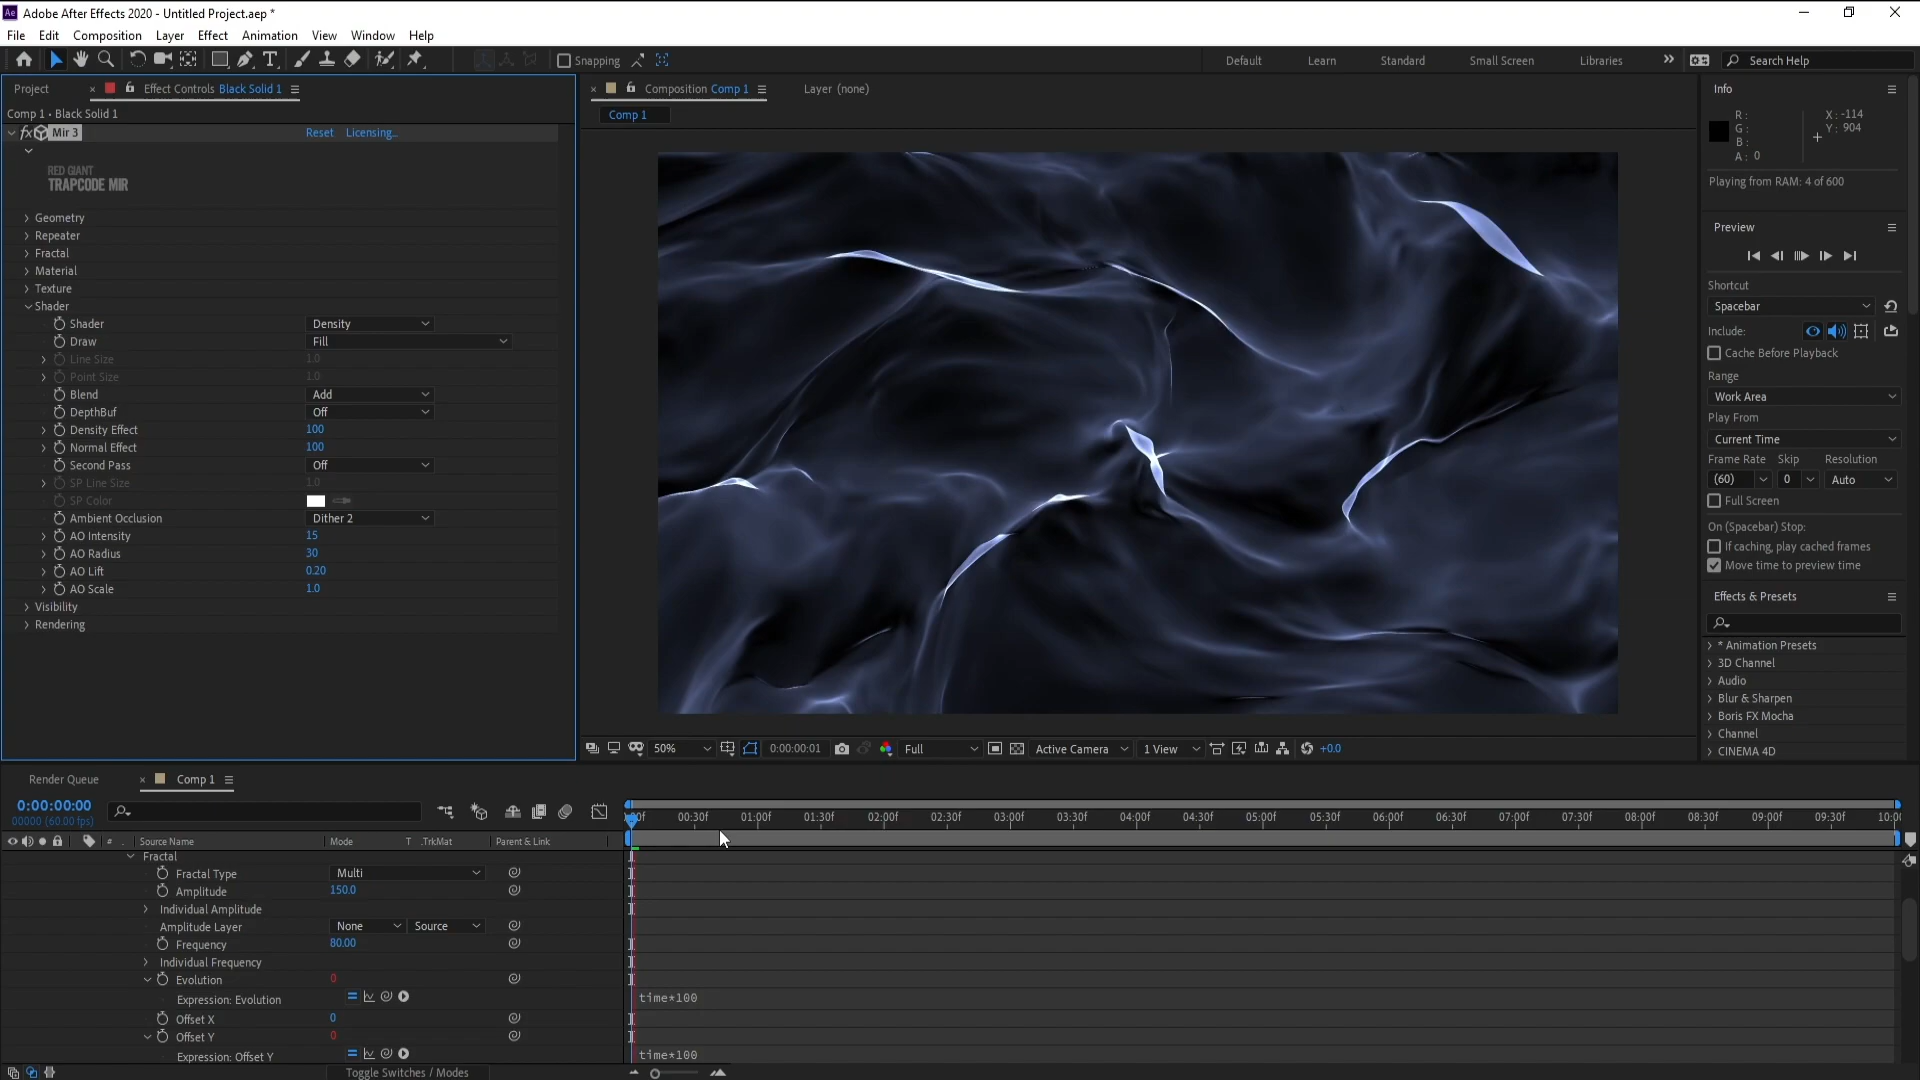 Adobe After Effects 2020 - Untitled Project.aep *
File Edit Composition Layer Effect Animation View Window Help
Snapping Default Learn Standard Small Screen Libraries Search Help
Project Effect Controls Black Solid 1
Comp 1 • Black Solid 1
fx Mir 3 Reset Licensing...
RED GIANT
TRAPCODE MIR
Geometry
Repeater
Fractal
Material
Texture
Shader
Shader Density
Draw Fill
Line Size 1.0
Point Size 1.0
Blend Add
DepthBuf Off
Density Effect 100
Normal Effect 100
Second Pass Off
SP Line Size 1.0
SP Color
Ambient Occlusion Dither 2
AO Intensity 15
AO Radius 30
AO Lift 0.20
AO Scale 1.0
Visibility
Rendering
Composition Comp 1 Layer (none)
Comp 1
50% 0:00:00:01 Full Active Camera 1 View +0.0
Info
R :
G :
B :
A : 0
X : -114
Y : 904
Playing from RAM: 4 of 600
Preview
Shortcut
Spacebar
Include:
Cache Before Playback
Range
Work Area
Play From
Current Time
Frame Rate Skip Resolution
(60) 0 Auto
Full Screen
On (Spacebar) Stop:
If caching, play cached frames
Move time to preview time
Effects & Presets
* Animation Presets
3D Channel
Audio
Blur & Sharpen
Boris FX Mocha
Channel
CINEMA 4D
Render Queue Comp 1
0:00:00:00
00000 (60.00 fps)
00:30f 01:00f 01:30f 02:00f 02:30f 03:00f 03:30f 04:00f 04:30f 05:00f 05:30f 06:00f 06:30f 07:00f 07:30f 08:00f 08:30f 09:00f 09:30f
# Source Name Mode T .TrkMat Parent & Link
Fractal
Fractal Type Multi
Amplitude 150.0
Individual Amplitude
Amplitude Layer None Source
Frequency 80.00
Individual Frequency
Evolution 0
Expression: Evolution time*100
Offset X 0
Offset Y 0
Expression: Offset Y time*100
Toggle Switches / Modes